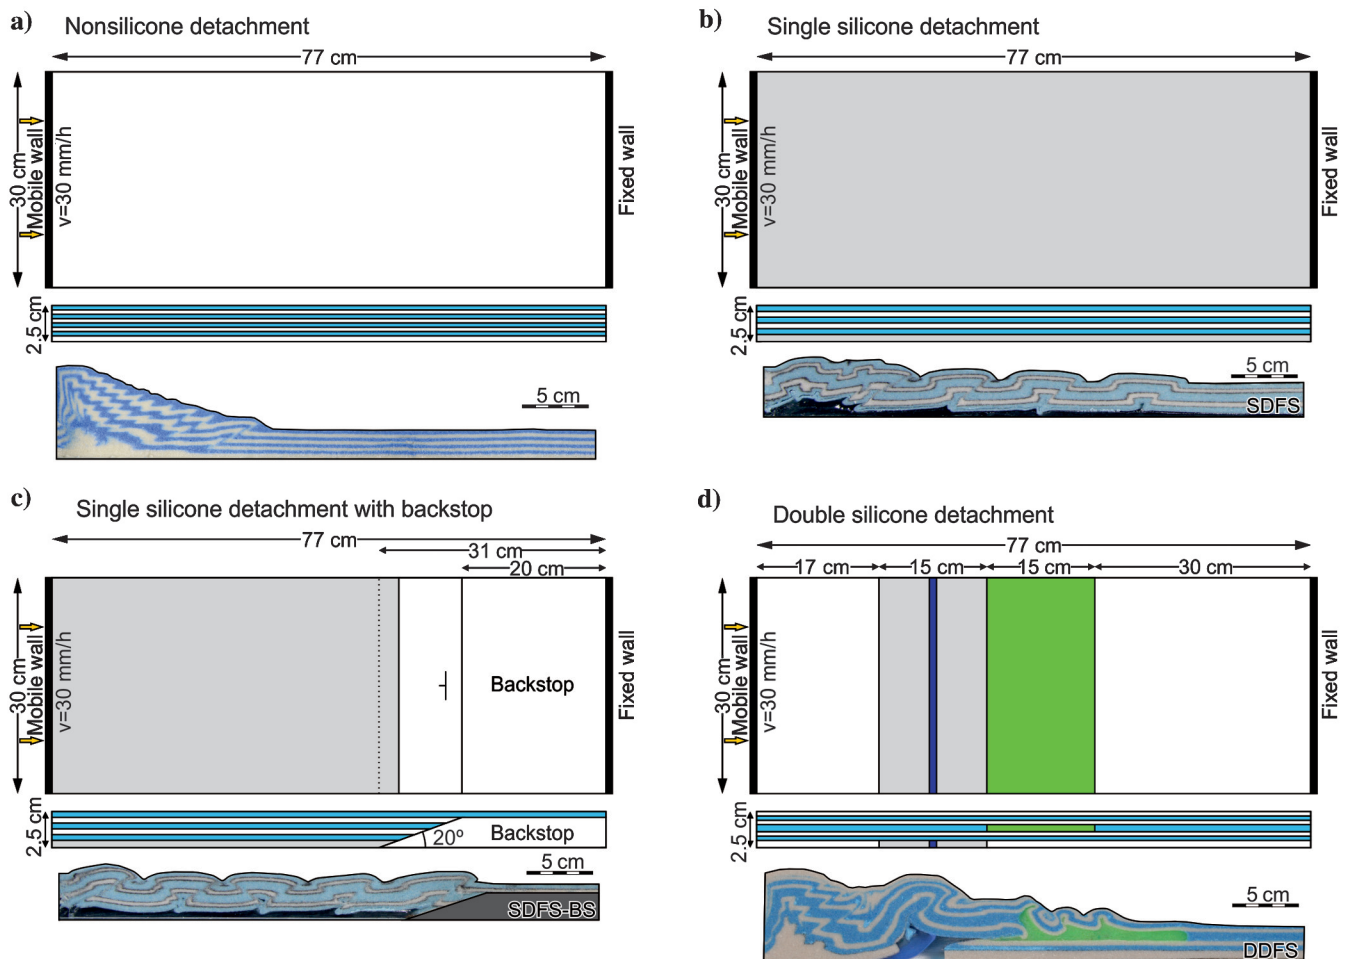 a)
Nonsilicone detachment
77 cm
30 cm
Mobile wall
v=30 mm/h
Fixed wall
2.5 cm
5 cm
b)
Single silicone detachment
77 cm
30 cm
Mobile wall
v=30 mm/h
Fixed wall
2.5 cm
5 cm
SDFS
c)
Single silicone detachment with backstop
77 cm
31 cm
20 cm
30 cm
Mobile wall
v=30 mm/h
Backstop
Fixed wall
2.5 cm
20º
Backstop
5 cm
SDFS-BS
d)
Double silicone detachment
77 cm
17 cm 15 cm 15 cm 30 cm
30 cm
Mobile wall
v=30 mm/h
Fixed wall
2.5 cm
5 cm
DDFS